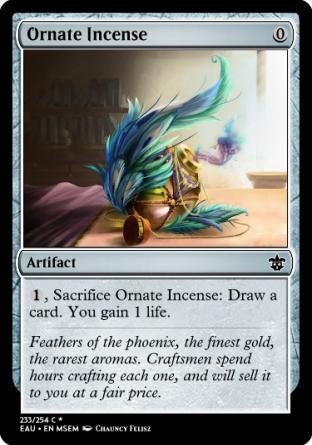 Ornate Incense 0
Artifact
1, Sacrifice Ornate Incense: Draw a
card. You gain 1 life.
Feathers of the phoenix, the finest gold,
the rarest aromas. Craftsmen spend
hours crafting each one, and will sell it
to you at a fair price.
233/254 C *
EAU • EN MSEM Chauncy Felisz